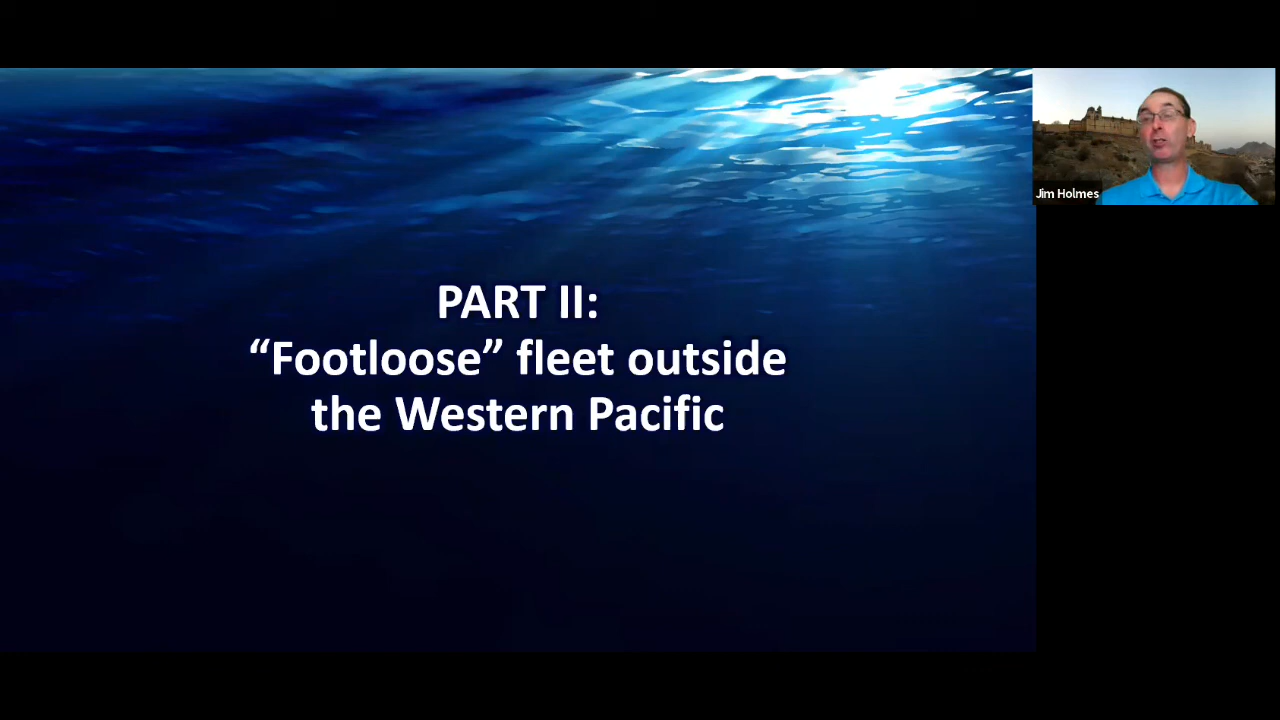 PART II:
“Footloose” fleet outside
the Western Pacific
Jim Holmes